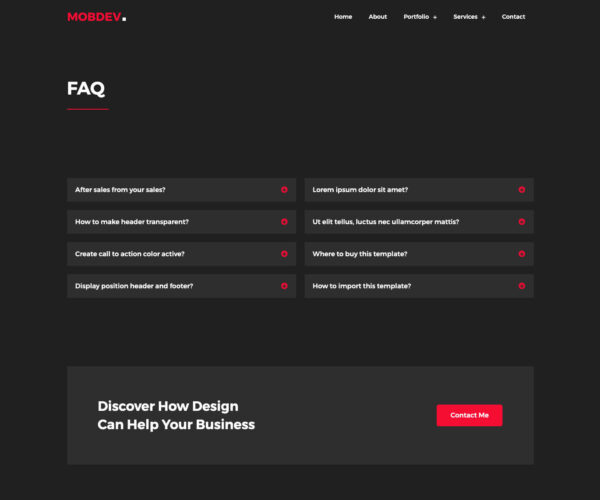 MOBDEV.
Home About Portfolio + Services + Contact
FAQ
After sales from your sales?
Lorem ipsum dolor sit amet?
How to make header transparent?
Ut elit tellus, luctus nec ullamcorper mattis?
Create call to action color active?
Where to buy this template?
Display position header and footer?
How to import this template?
Discover How Design
Can Help Your Business
Contact Me